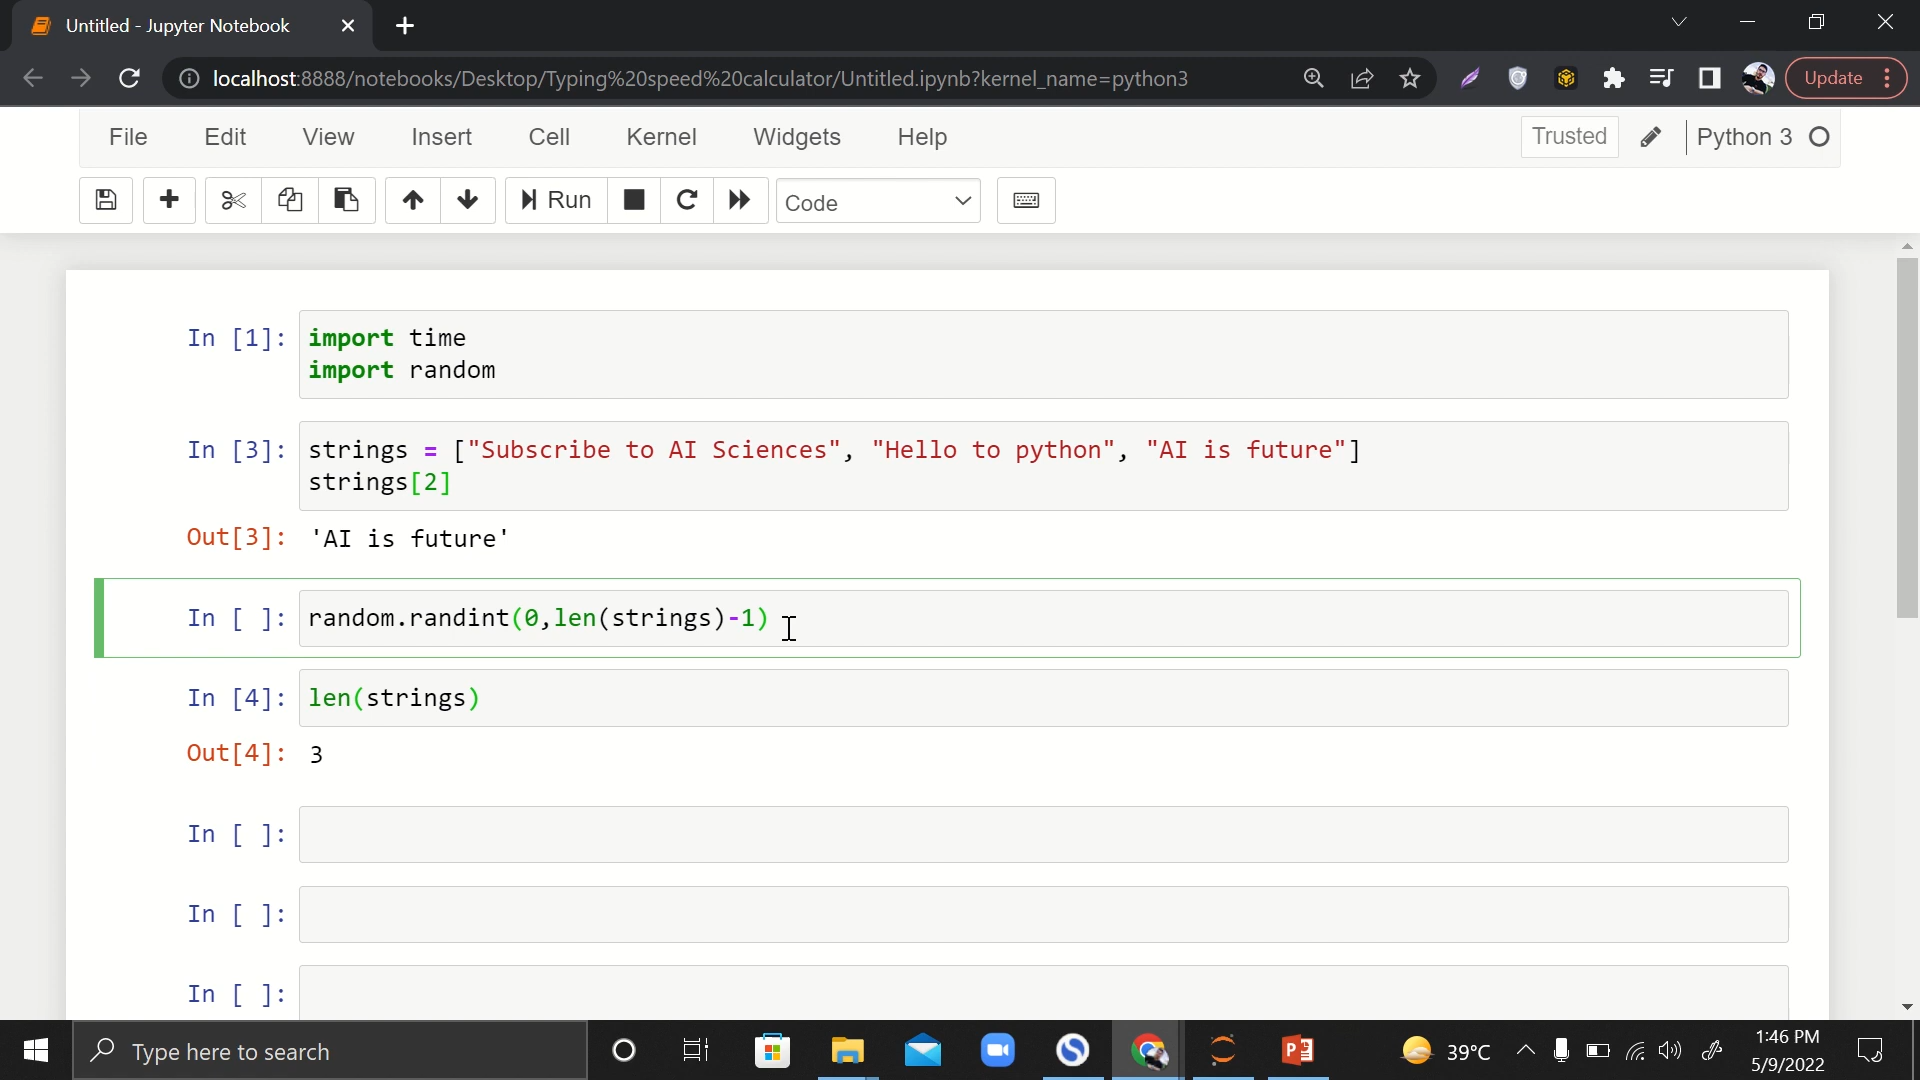 Untitled - Jupyter Notebook
localhost:8888/notebooks/Desktop/Typing%20speed%20calculator/Untitled.ipynb?kernel_name=python3
Update
File Edit View Insert Cell Kernel Widgets Help Trusted Python 3
Run Code
In [1]: import time
import random
In [3]: strings = ["Subscribe to AI Sciences", "Hello to python", "AI is future"]
strings[2]
Out[3]: 'AI is future'
In [ ]: random.randint(0,len(strings)-1)
In [4]: len(strings)
Out[4]: 3
In [ ]:
In [ ]:
In [ ]:
Type here to search
39°C
1:46 PM
5/9/2022